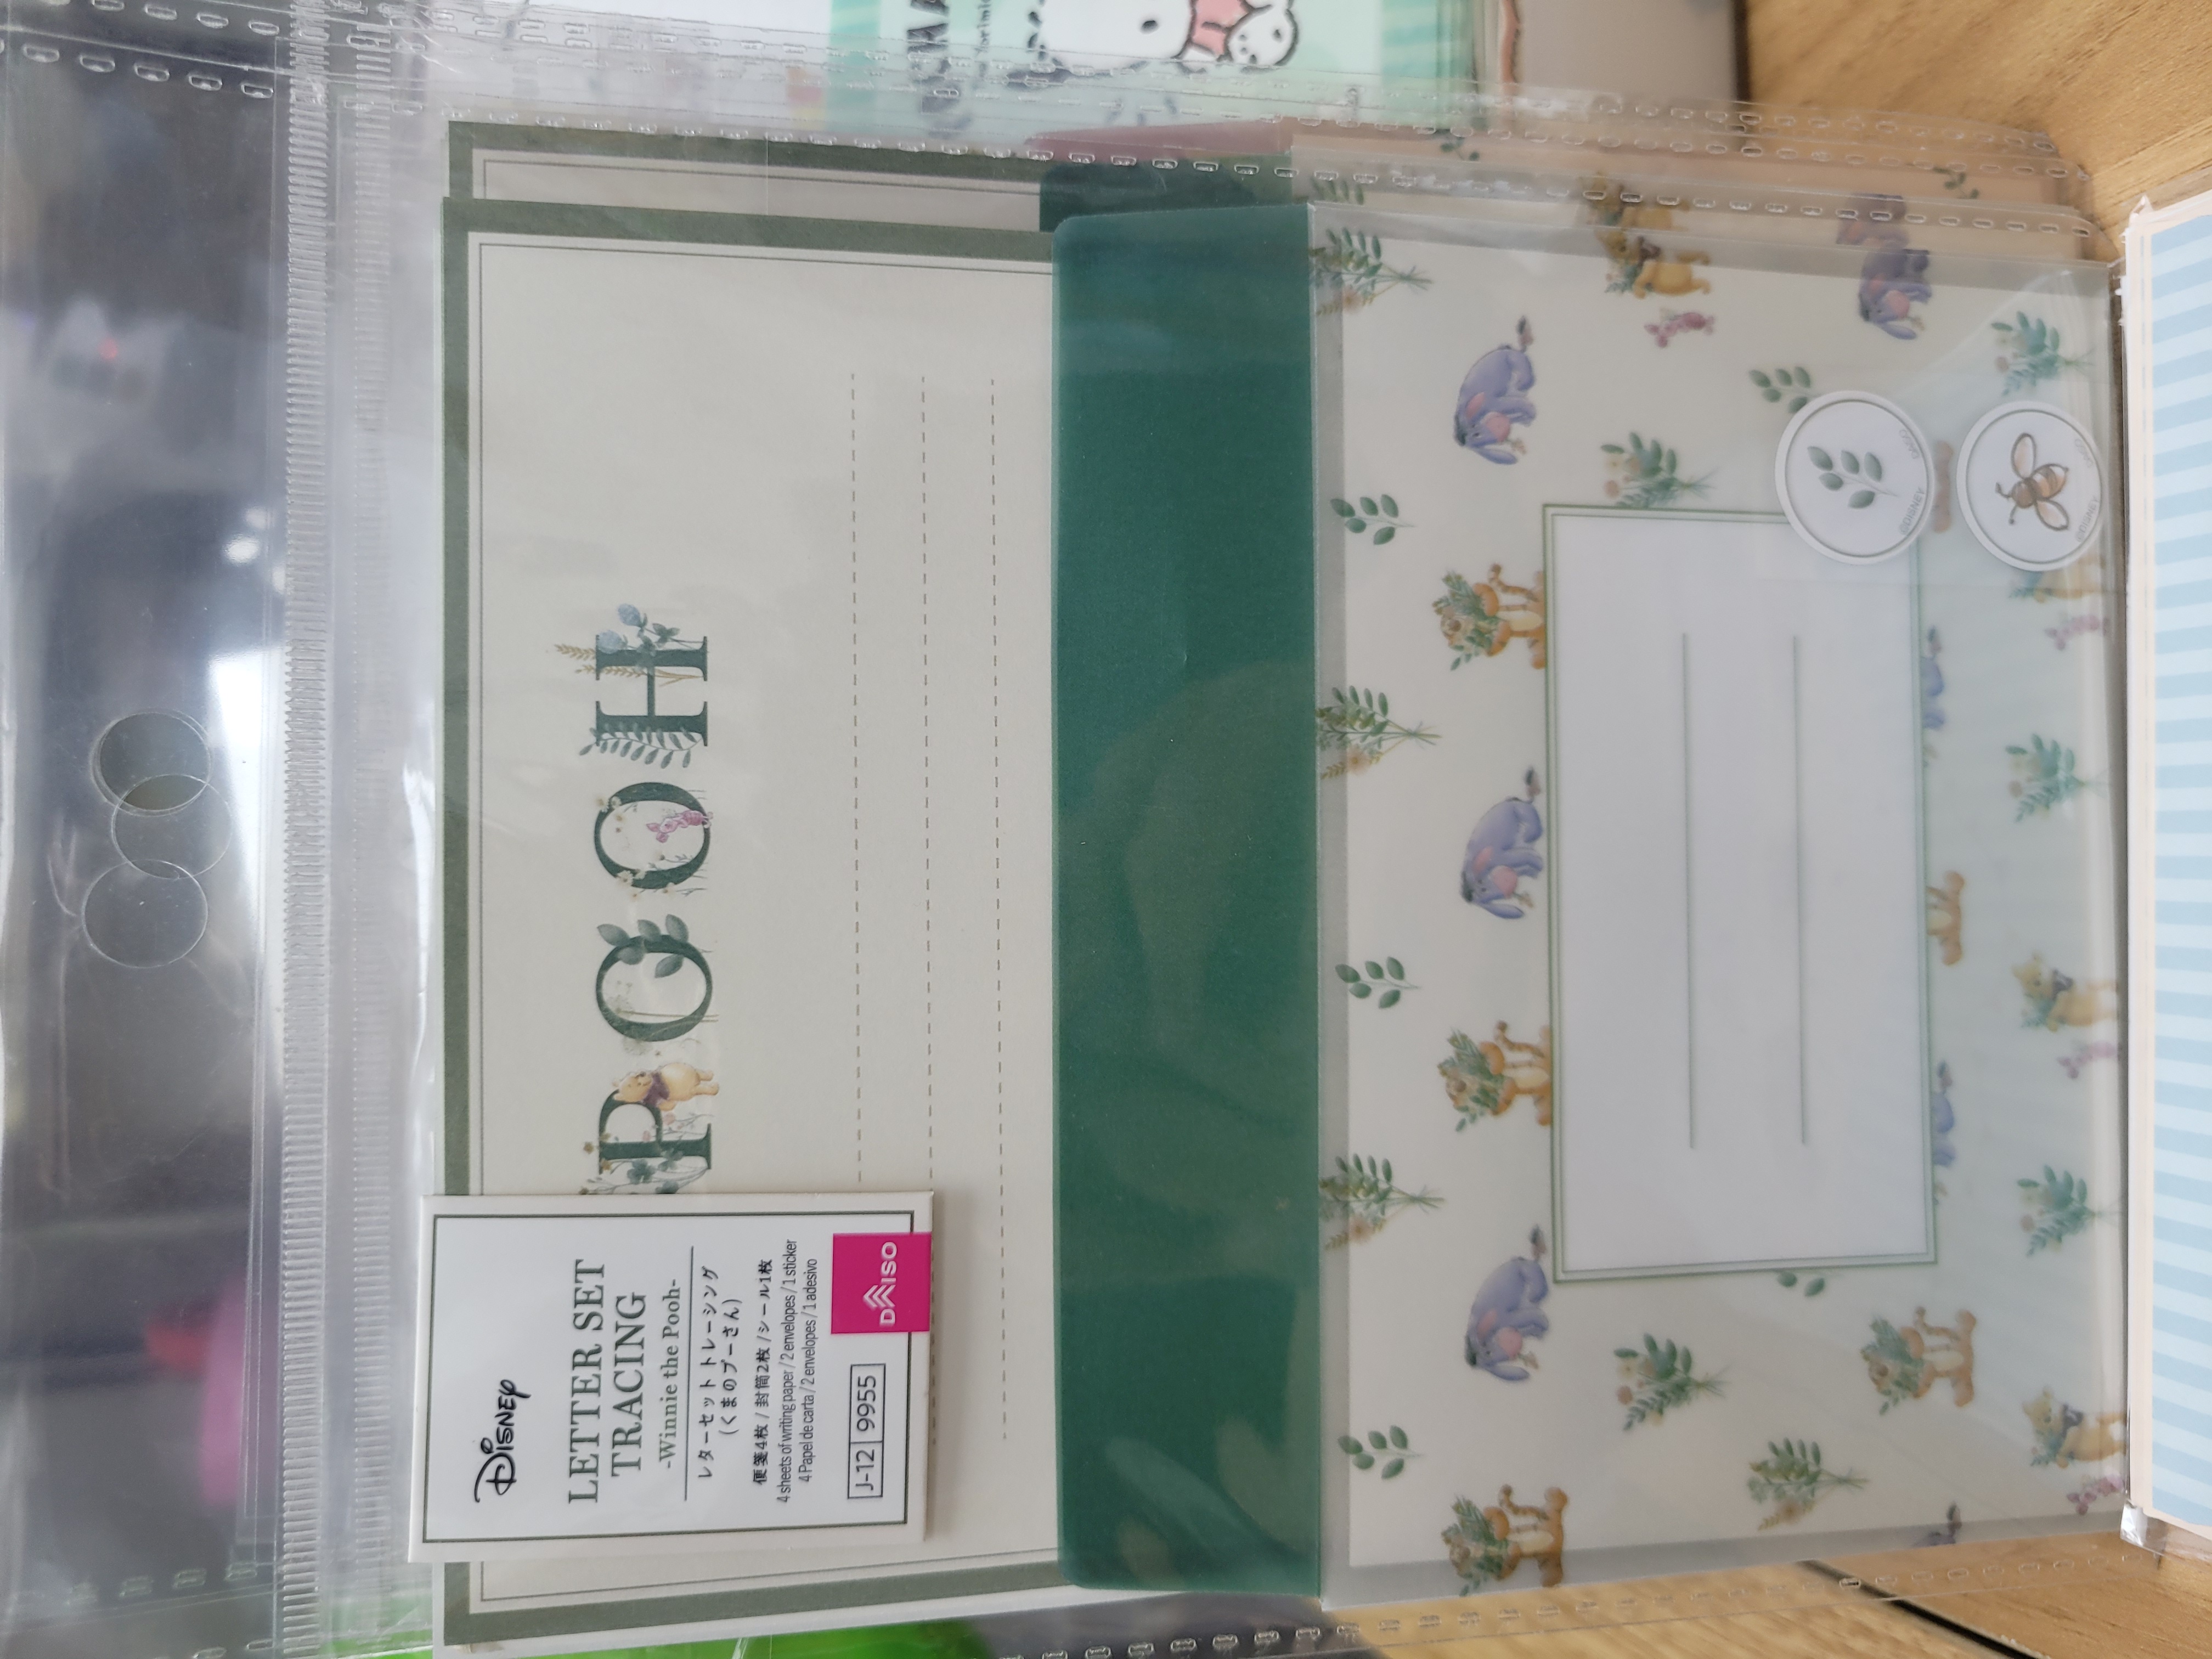 Disney
LETTER SET
TRACING
-Winnie the Pooh-
レターセット トレーシング
(くまのプーさん)
便箋4枚 / 封筒2枚 / シール1枚
4 sheets of writing paper / 2 envelopes / 1 sticker
4 Papel de carta / 2 envelopes / 1 adesivo
J-12 9955
DAISO
POOH
©DISNEY
©DISNEY